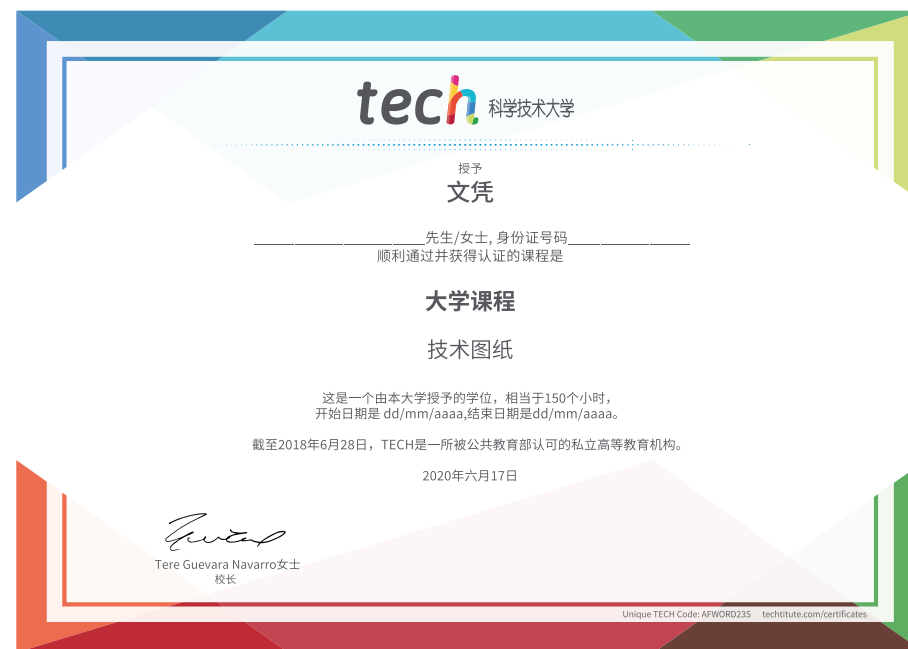 tech 科学技术大学
授予
文凭
______________________先生/女士, 身份证号码________________
顺利通过并获得认证的课程是
大学课程
技术图纸
这是一个由本大学授予的学位，相当于150个小时，
开始日期是 dd/mm/aaaa,结束日期是dd/mm/aaaa。
截至2018年6月28日，TECH是一所被公共教育部认可的私立高等教育机构。
2020年六月17日
Tere Guevara Navarro女士
校长
Unique TECH Code: AFWORD23S techtitute.com/certificates